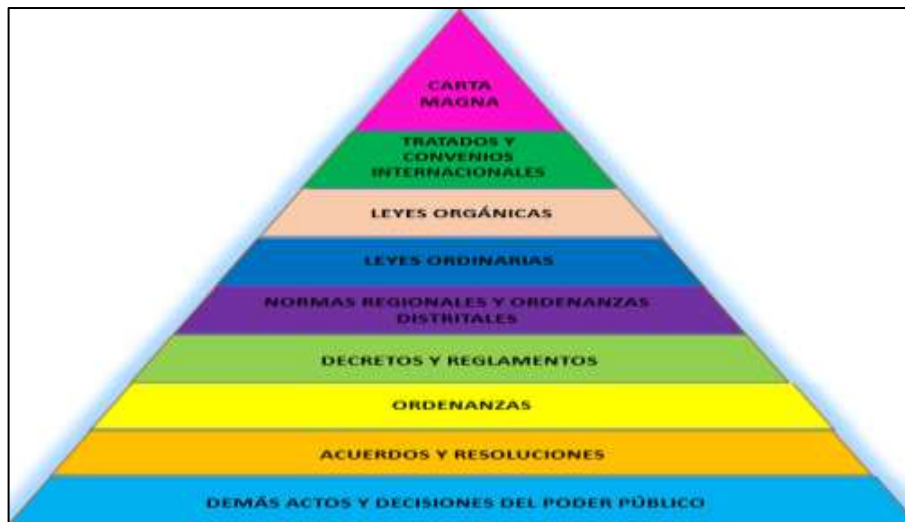 CARTA
MAGNA
TRATADOS Y
CONVENIOS
INTERNACIONALES
LEYES ORGÁNICAS
LEYES ORDINARIAS
NORMAS REGIONALES Y ORDENANZAS
DISTRITALES
DECRETOS Y REGLAMENTOS
ORDENANZAS
ACUERDOS Y RESOLUCIONES
DEMÁS ACTOS Y DECISIONES DEL PODER PÚBLICO